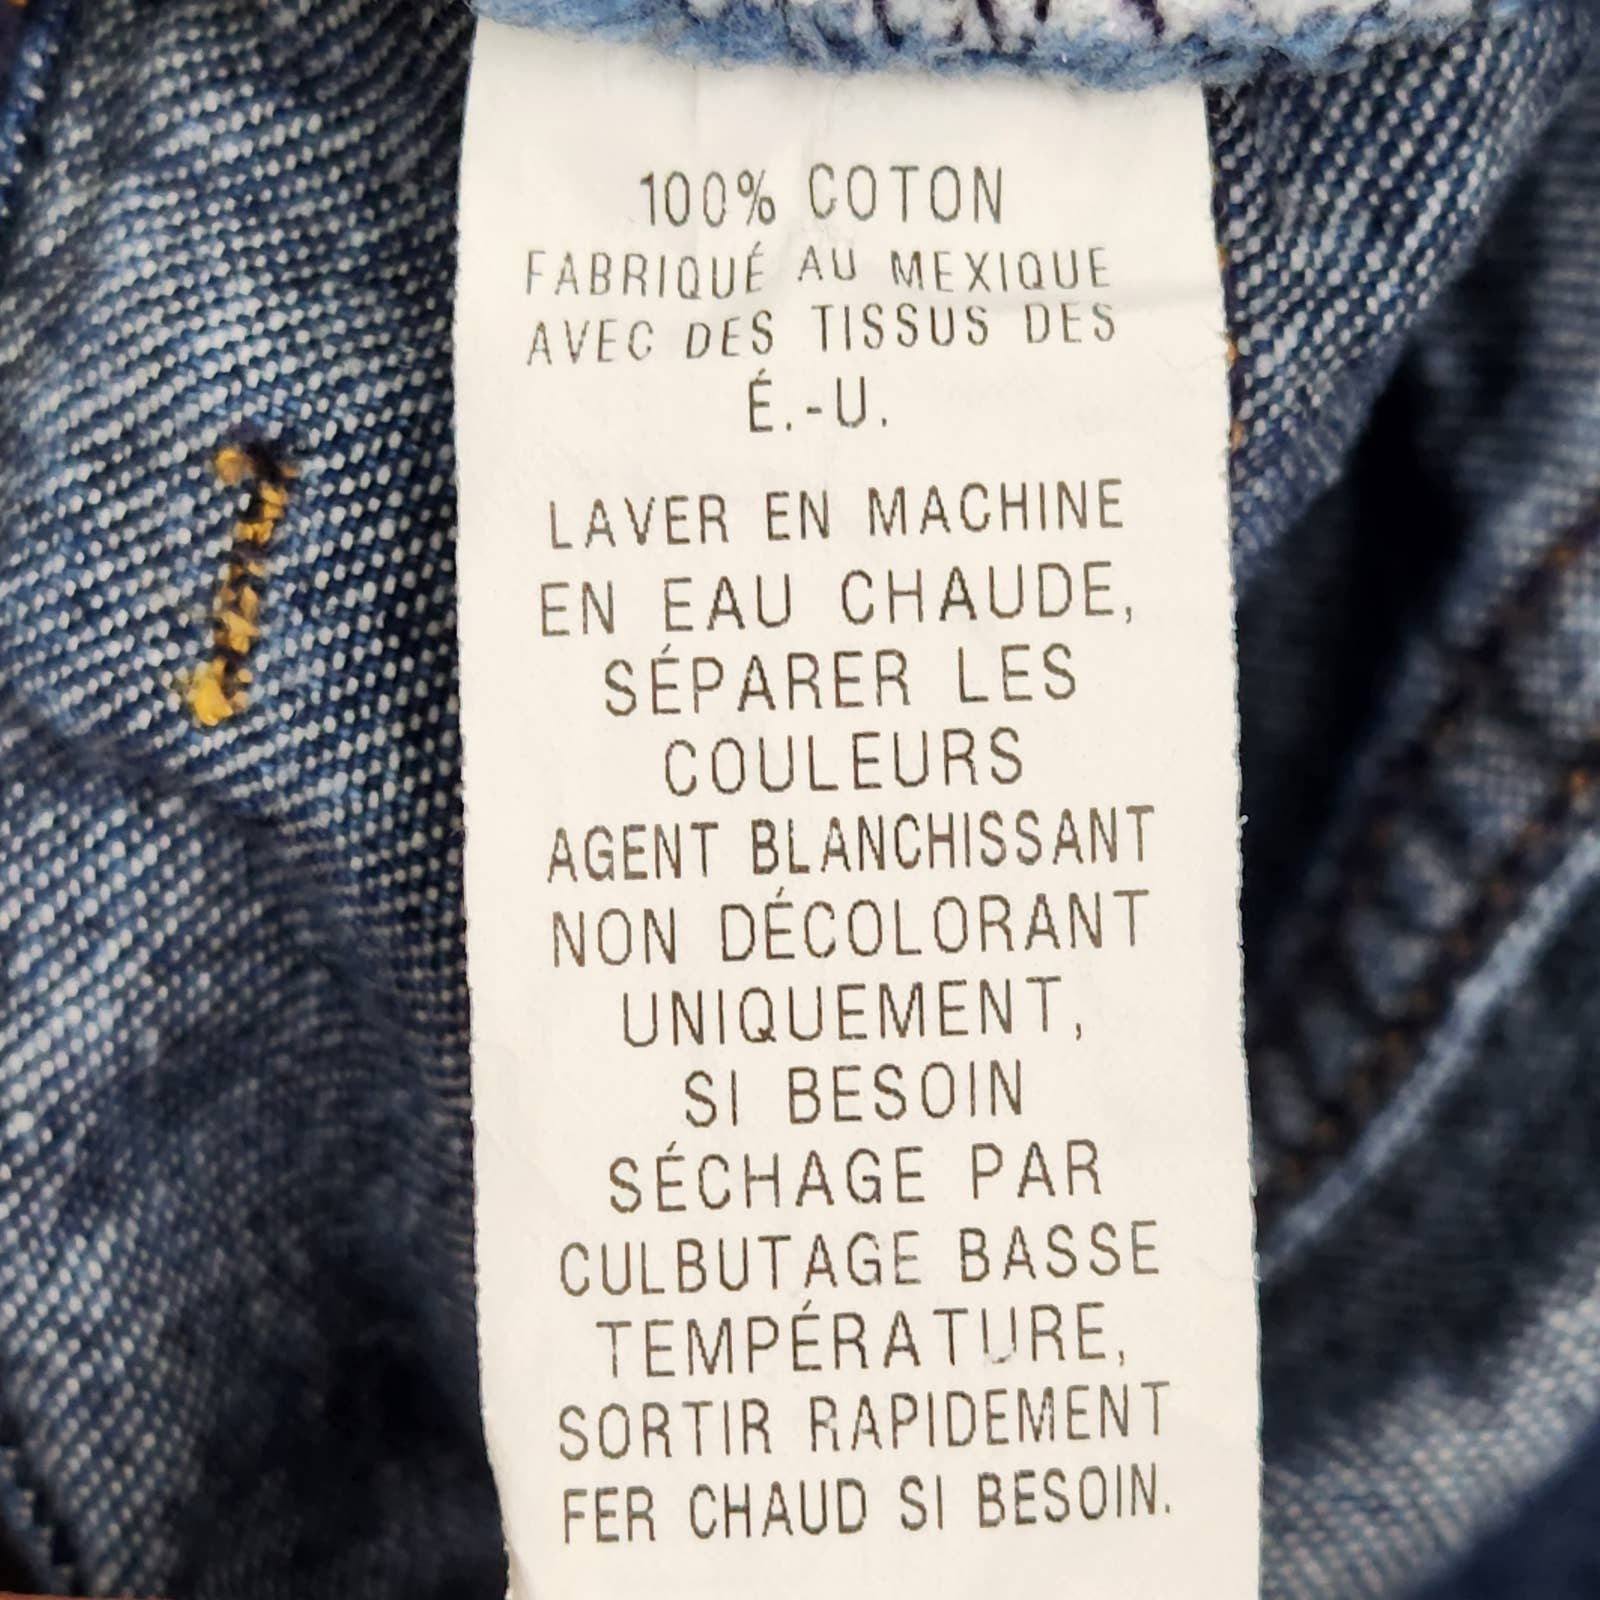 100% COTON
FABRIQUÉ AU MEXIQUE
AVEC DES TISSUS DES
É.-U.
LAVER EN MACHINE
EN EAU CHAUDE,
SÉPARER LES
COULEURS
AGENT BLANCHISSANT
NON DÉCOLORANT
UNIQUEMENT,
SI BESOIN
SÉCHAGE PAR
CULBUTAGE BASSE
TEMPÉRATURE,
SORTIR RAPIDEMENT
FER CHAUD SI BESOIN.